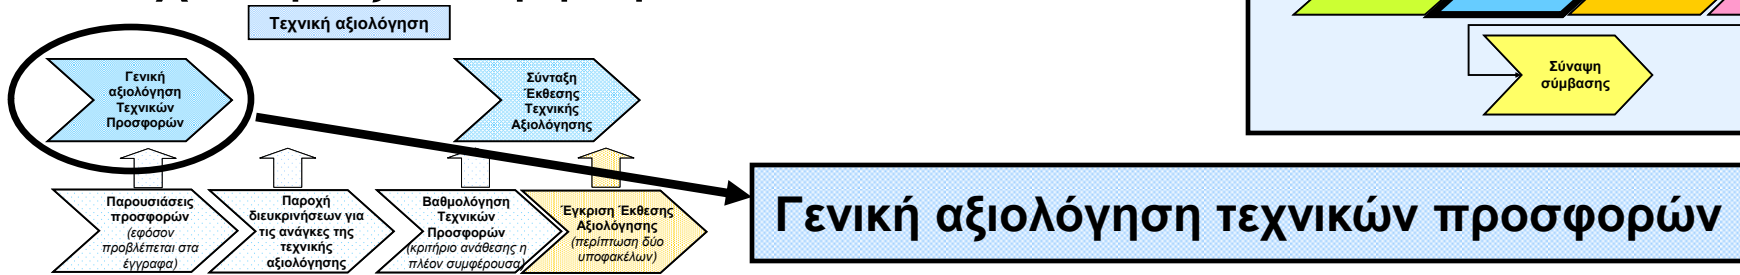 Τεχνική αξιολόγηση
Γενική
αξιολόγηση
Τεχνικών
Προσφορών
Σύνταξη
Έκθεσης
Τεχνικής
Αξιολόγησης
Σύναψη
σύμβασης
Παρουσιάσεις
προσφορών
(εφόσον
προβλέπεται στα
έγγραφα)
Παροχή
διευκρινήσεων για
τις ανάγκες της
τεχνικής
αξιολόγησης
Βαθμολόγηση
Τεχνικών
Προσφορών
(κριτήριο ανάθεσης η
πλέον συμφέρουσα)
Έγκριση Έκθεσης
Αξιολόγησης
(περίπτωση δύο
υποφακέλων)
Γενική αξιολόγηση τεχνικών προσφορών